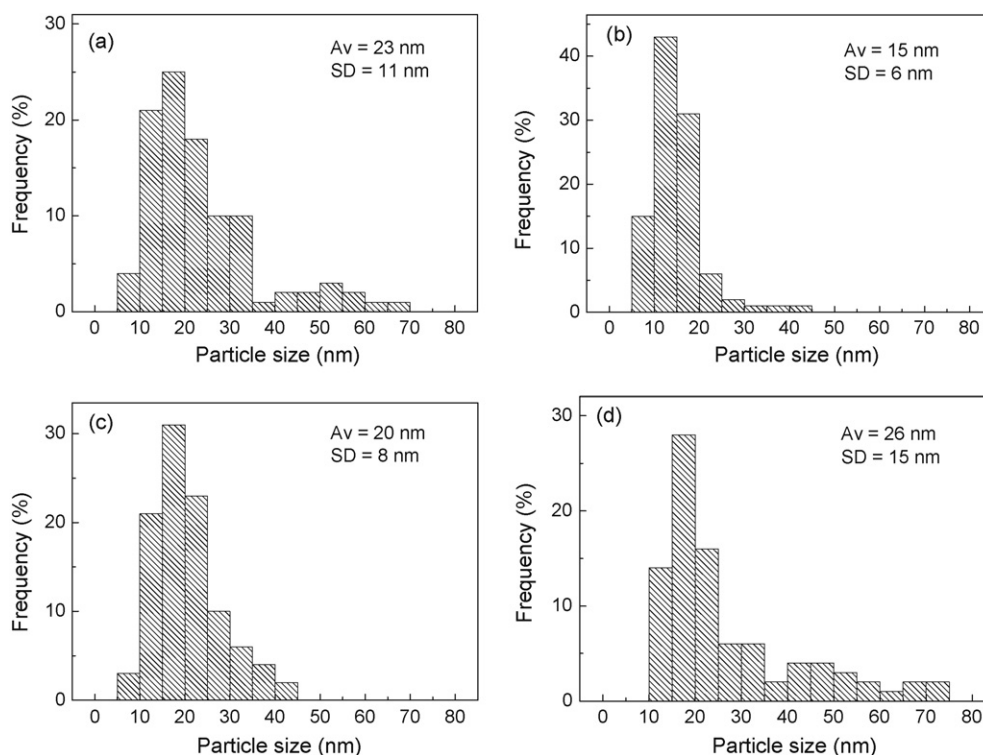 (a)
Av = 23 nm
SD = 11 nm
30
20
10
0
Frequency (%)
0 10 20 30 40 50 60 70 80
Particle size (nm)
(b)
Av = 15 nm
SD = 6 nm
40
30
20
10
0
Frequency (%)
0 10 20 30 40 50 60 70 80
Particle size (nm)
(c)
Av = 20 nm
SD = 8 nm
30
20
10
0
Frequency (%)
0 10 20 30 40 50 60 70 80
Particle size (nm)
(d)
Av = 26 nm
SD = 15 nm
30
20
10
0
Frequency (%)
0 10 20 30 40 50 60 70 80
Particle size (nm)